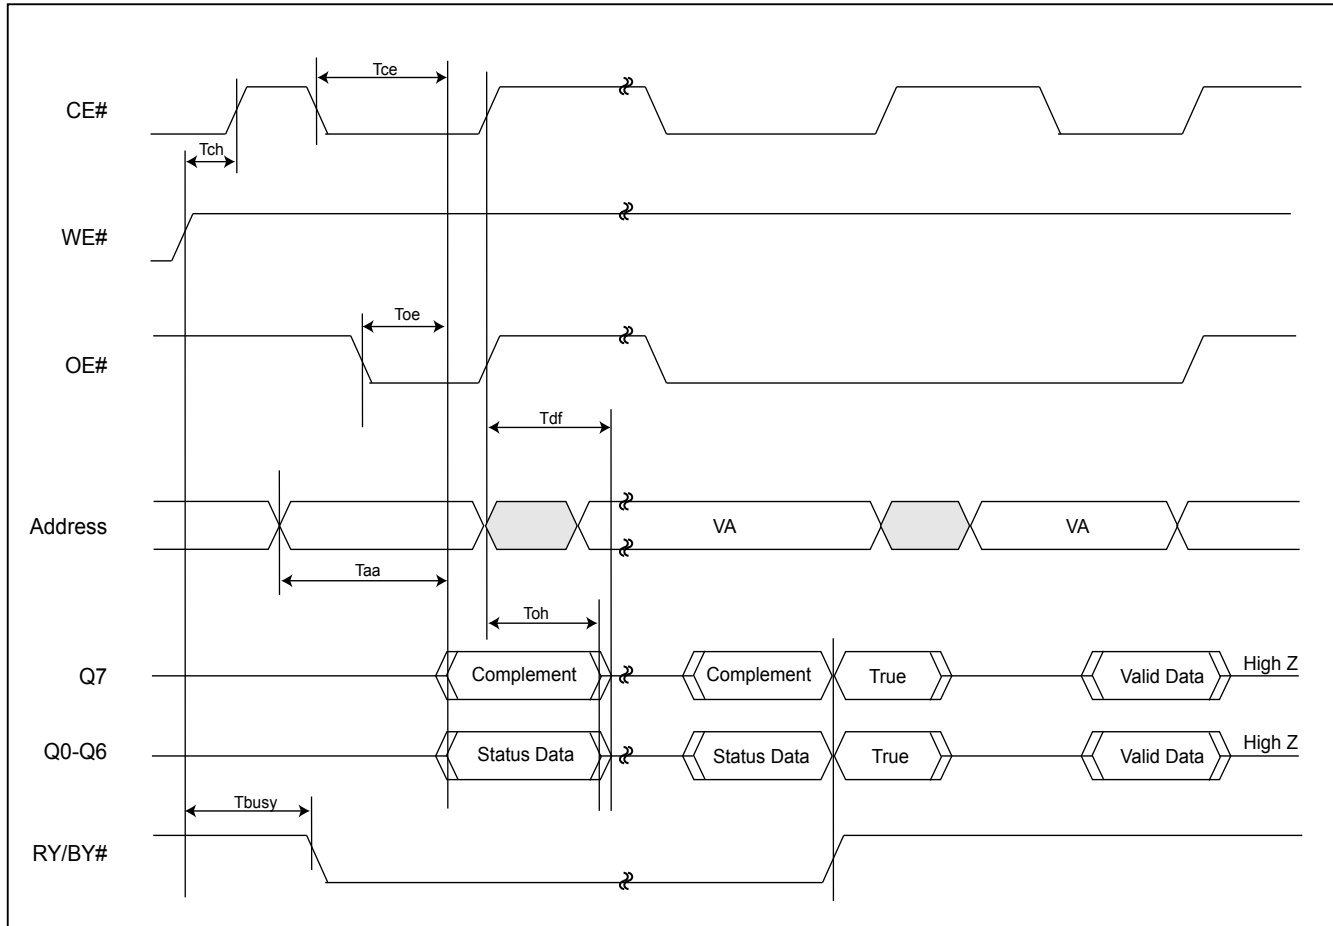 Tce
CE#
Tch
WE#
Toe
OE#
Tdf
Address
VA
VA
Taa
Toh
Q7
Complement
Complement
True
Valid Data
High Z
Q0-Q6
Status Data
Status Data
True
Valid Data
High Z
Tbusy
RY/BY#